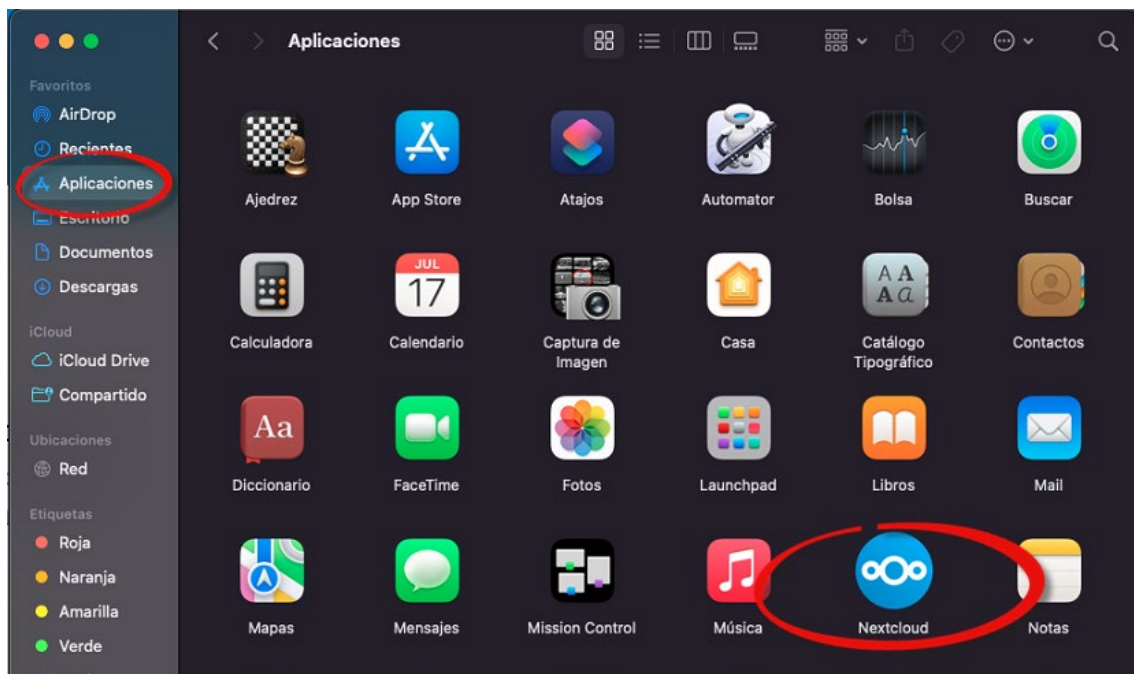 Aplicaciones
Favoritos
AirDrop
Recientes
Aplicaciones
Escritorio
Documentos
Descargas
iCloud
iCloud Drive
Compartido
Ubicaciones
Red
Etiquetas
Roja
Naranja
Amarilla
Verde
Ajedrez
App Store
Atajos
Automator
Bolsa
Buscar
JUL
17
A A
A a
Calculadora
Calendario
Captura de
Imagen
Casa
Catálogo
Tipográfico
Contactos
Aa
Diccionario
FaceTime
Fotos
Launchpad
Libros
Mail
Mapas
Mensajes
Mission Control
Música
Nextcloud
Notas